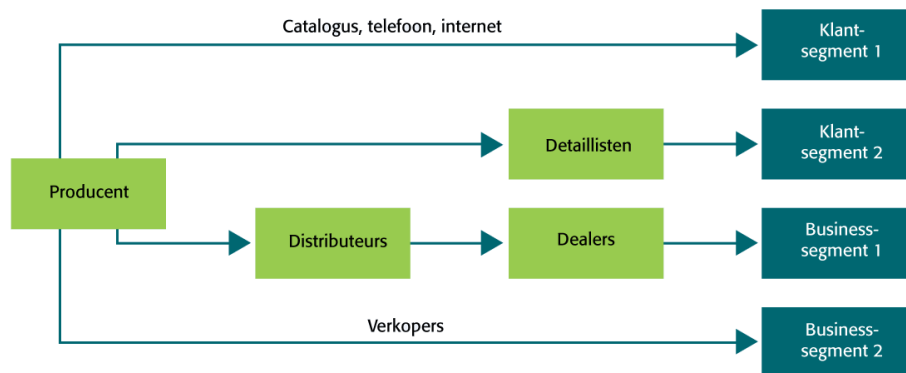 Catalogus, telefoon, internet
Klant-
segment 1
Detaillisten
Klant-
segment 2
Producent
Distributeurs
Dealers
Business-
segment 1
Verkopers
Business-
segment 2